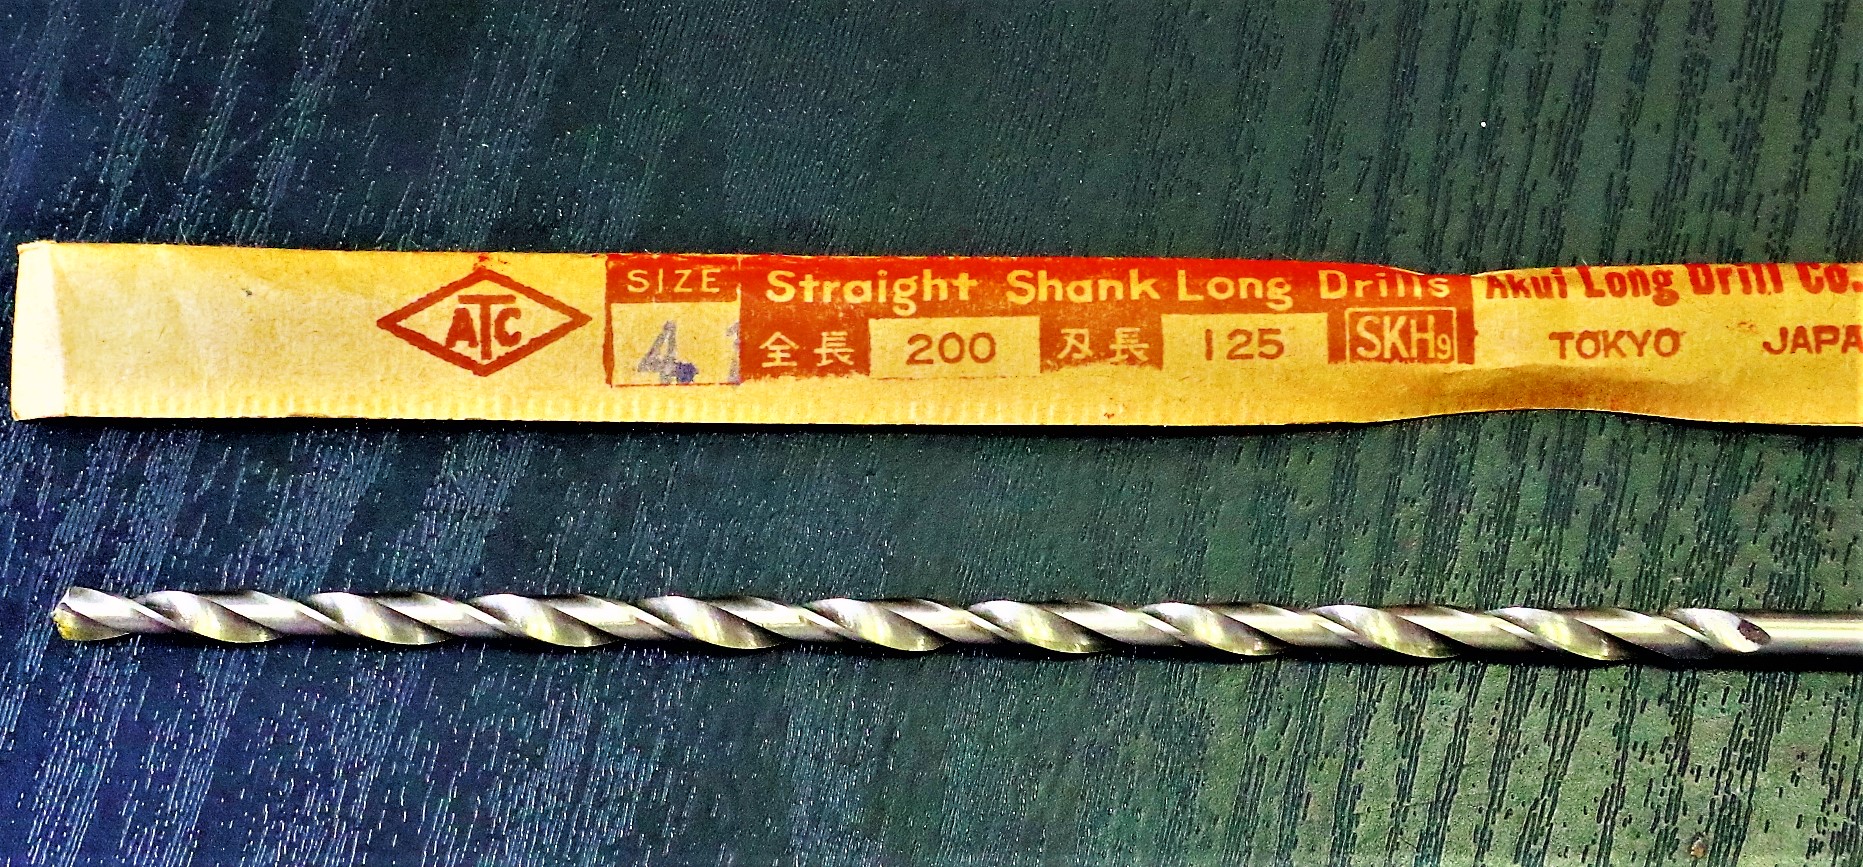 ATC
SIZE
4.1
Straight Shank Long Drills
全長 200 刃長 125 SKH9
Akui Long Drill Co.
TOKYO JAPA